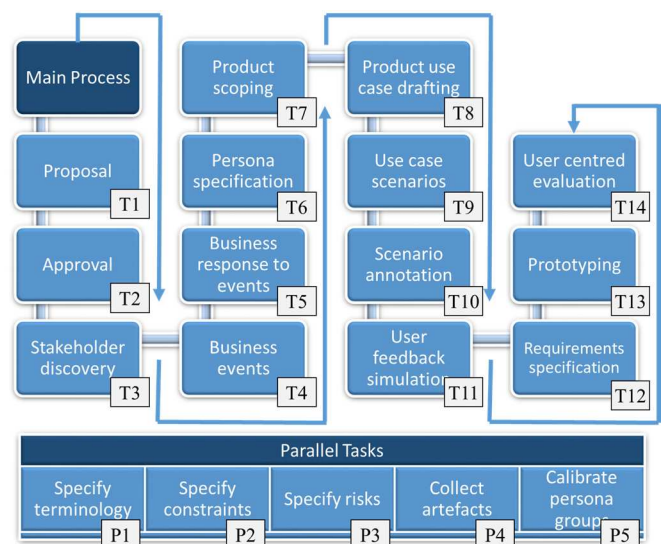 Main Process
Proposal
T1
Approval
T2
Stakeholder
discovery
T3
Business
events
T4
Business
response to
events
T5
Persona
specification
T6
Product
scoping
T7
Product use
case drafting
T8
Use case
scenarios
T9
Scenario
annotation
T10
User
feedback
simulation
T11
Requirements
specification
T12
Prototyping
T13
User centred
evaluation
T14
Parallel Tasks
Specify
terminology
P1
Specify
constraints
P2
Specify risks
P3
Collect
artefacts
P4
Calibrate
persona
groups
P5